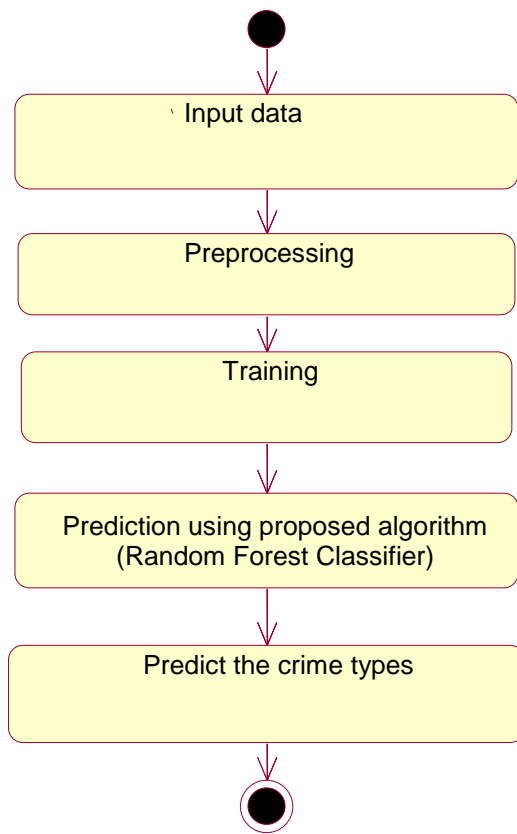 Input data
Preprocessing
Training
Prediction using proposed algorithm
(Random Forest Classifier)
Predict the crime types